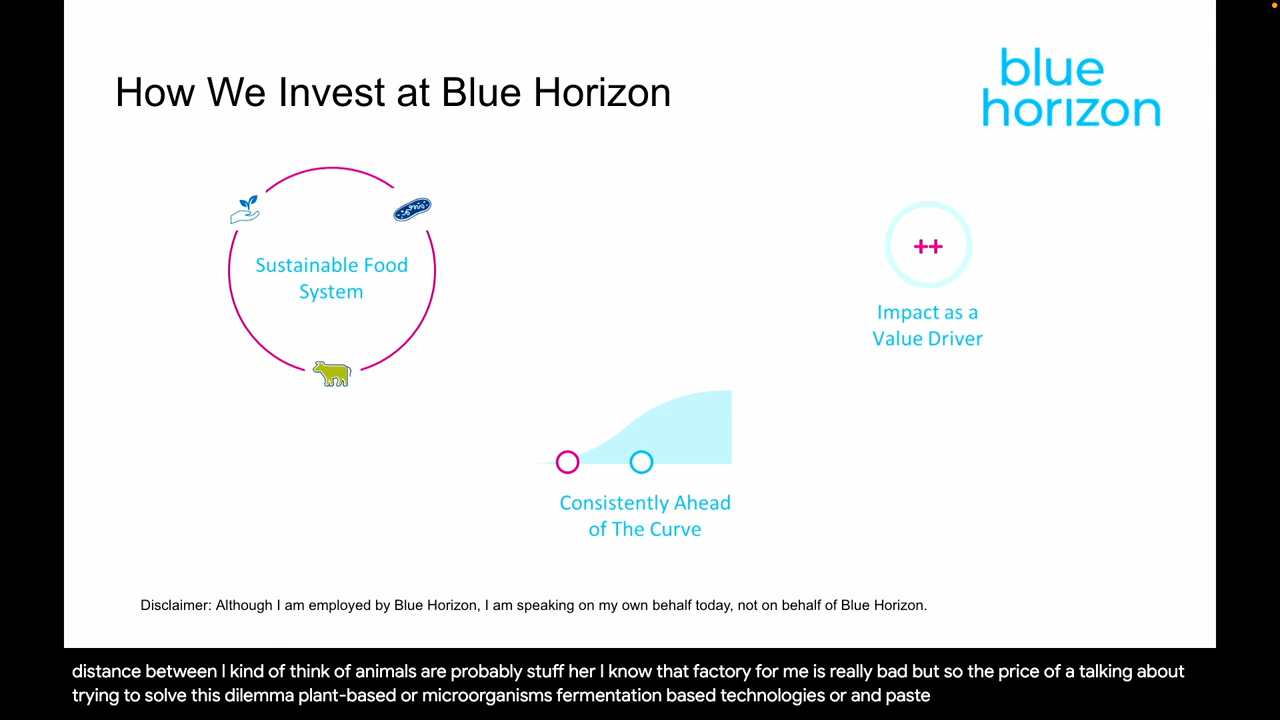 How We Invest at Blue Horizon
blue
horizon
Sustainable Food
System
++
Impact as a
Value Driver
Consistently Ahead
of The Curve
Disclaimer: Although I am employed by Blue Horizon, I am speaking on my own behalf today, not on behalf of Blue Horizon.
distance between I kind of think of animals are probably stuff her I know that factory for me is really bad but so the price of a talking about
trying to solve this dilemma plant-based or microorganisms fermentation based technologies or and paste